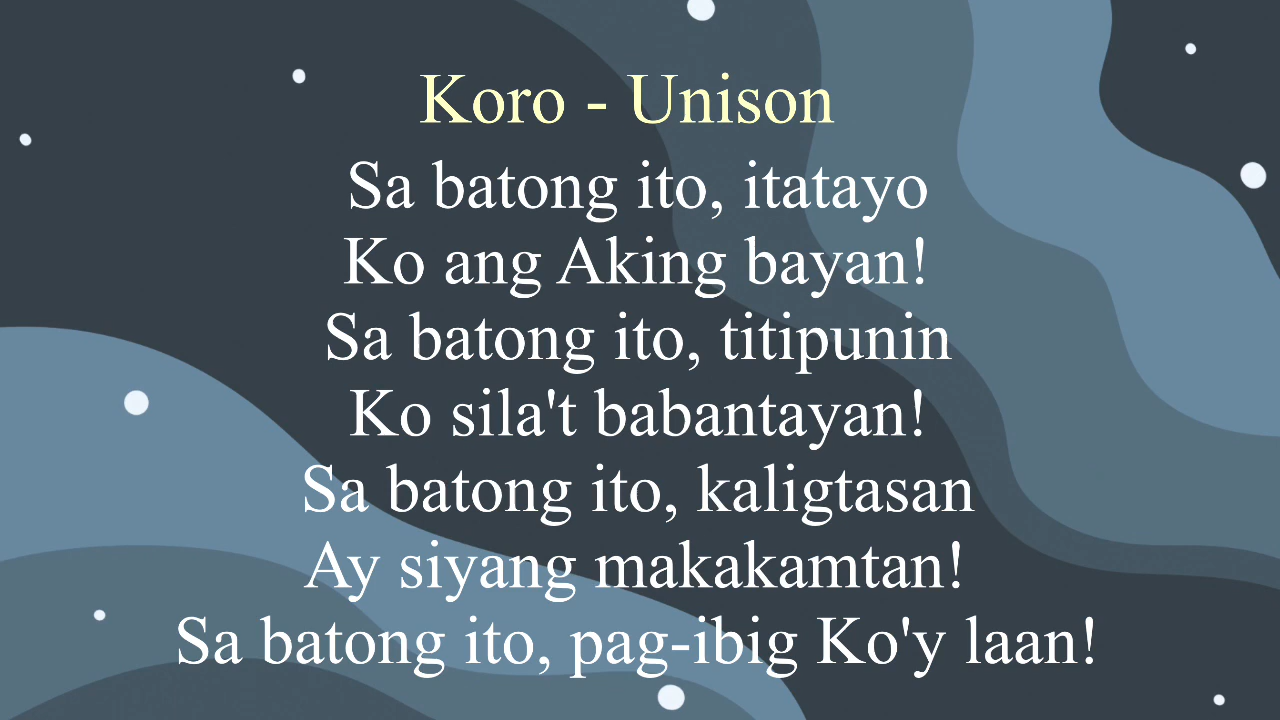 Koro - Unison
Sa batong ito, itatayo
Ko ang Aking bayan!
Sa batong ito, titipunin
Ko sila't babantayan!
Sa batong ito, kaligtasan
Ay siyang makakamtan!
Sa batong ito, pag-ibig Ko'y laan!